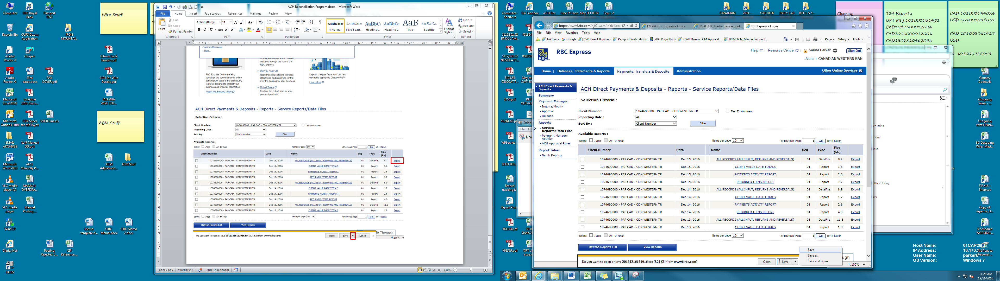 Computer
RBC Royal Bank
Passport TEST
Recycle Bin
CUPS Doxim Application
IRON MOUNTAI...
Adobe Reader X
cheqrec
Citizen Bank Sample.pdf
Adobe Reader XI
23rd dates.docx
FAX COVER.pdf
4194 Inc Wire Details.pdf
Microsoft Excel 2010
schedule 2016 23rd r...
JAN 2016 WIRE STU...
Microsoft Outlook 2010
CPA Specs for MICR.pdf
MICR Line.xls
EMAIL ARCHIVES
4147 Manual OD.pdf
Microsoft Word 2010
4173 Manually P...
ABM Adjustmen...
ABM Stuff
VLC media player (1)
MANUAL OVERDRA...
VLC media player
Manual Posting ...
WinSCP
Memo template.d...
CIBC Memo.docx
CIBC Memo 2.docx
Clarity.Net
Posting Rejected C...
CIP Reference....
HOBS
Wire Stuff
ABM Stuff
ACH Reconciliation Program.docx - Microsoft Word
File Home Insert Page Layout References Mailings Review View
Paste
Cut
Copy
Format Painter
Clipboard
Calibri (Body) 11
Font
Paragraph
AaBbCcDc AaBbCcDc AaBbC AaBbCc AaB AaBbCc.
¶ Normal ¶ No Spaci... Heading 1 Heading 2 Title Subtitle
Change Styles
Styles
Find
Replace
Select
Editing
Approve Messages
More...
Our expert trainers are on hand to walk you through the how to's of RBC Express
RBC Express Online Banking combines the convenience of online banking with state-of-the-art security features designed to protect your business and financial information
Watch this Security Video
Did You Know
Read these quick tips to increase efficiencies and maximize control over the banking for your business!
Cut-off Times
Find out the cut-off time for your payment products.
Deposit cheques faster with our new electronic depositing Cheque-Pro™
Learn More
ACH Direct Payments & Deposits - Reports - Service Reports/Data Files
Selection Criteria :
Client Number: 1074690000 - PAP CAD - CDN WESTERN TR Test Environment
Reporting Date : All
Sort By : Client Number Filter
Available Reports :
Select: Page All 0 Total Items per page 10 <Previous Page 1 Go of 11 Next>
Client Number Date Name Seq Type Size (kb)
1074690000 - PAP CAD - CDN WESTERN TR Dec 15, 2016 ALL RECORDS (ALL INPUT, RETURNS AND REVERSALS) 01 DataFile 8.2 Export
1074690000 - PAP CAD - CDN WESTERN TR Dec 15, 2016 CLIENT VALUE DATE TOTALS 01 Report 1.6 Export
1074690000 - PAP CAD - CDN WESTERN TR Dec 15, 2016 PAYMENTS ACTIVITY REPORT 01 Report 2.6 Export
1074690000 - PAP CAD - CDN WESTERN TR Dec 15, 2016 RETURNED ITEMS REPORT 01 Report 1.7 Export
1074690000 - PAP CAD - CDN WESTERN TR Dec 14, 2016 ALL RECORDS (ALL INPUT, RETURNS AND REVERSALS) 01 DataFile 8.9 Export
1074690000 - PAP CAD - CDN WESTERN TR Dec 14, 2016 CLIENT VALUE DATE TOTALS 01 Report 1.7 Export
1074690000 - PAP CAD - CDN WESTERN TR Dec 14, 2016 PAYMENTS ACTIVITY REPORT 01 Report 2.6 Export
1074690000 - PAP CAD - CDN WESTERN TR Dec 14, 2016 RETURNED ITEMS REPORT 01 Report 4.0 Export
1074690000 - PAP CAD - CDN WESTERN TR Dec 13, 2016 ALL RECORDS (ALL INPUT, RETURNS AND REVERSALS) 01 DataFile 11.5 Export
1074690000 - PAP CAD - CDN WESTERN TR Dec 13, 2016 CLIENT VALUE DATE TOTALS 01 Report 1.8 Export
Select: Page All 0 Total Items per page 10 <Previous Page 1 Go of 11 Next>
Refresh Reports List View Reports
Do you want to open or save 20161216131916.txt (8.24 KB) from www6.rbc.com? Open Save Cancel
100%
Page: 9 of 9 Words: 948 English (Canada) 130%
Computer - Shortcut
T24 Sandbox
ACH Rec
June 15 Loan
May EFT RTN
Sep 1-2
CANADIAN
2014 -
CAP DESK
DAILY CAP
RPT 1 & 5 -
Clearing
T24 Reports:
OPT Mtg 101003061451
CAD1047500012096
CAD1011000012001
CAD1302520962096
CAD 101001094026
USD 101001094034
CAD 101003061427
USD
L 101001928059
$112,891.92 BNDCCAM...
$112,891.92 NOSCCATT...
$193.85 CIBCCATT...
$750.pdf
WFServlet.
BLOTTER...
Branch tracking f...
Report Por
#61144.pdf
#61379.pdf
OPT cl issue.x
https://www6.rbc.com/nj00-wcm/initialLoac
T24PROD - Corporate Office
BI1603737_MasterTransactionL...
RBC Express - Login
File Edit View Favorites Tools Help
InPrivate Google CWBdirect Business Passport Web Edition RBC Royal Bank CWB Doxim ECM Applicat... BI1603737_MasterTransact...
Page Safety Tools
RBC
RBC Express
Help Resource Centre Karina Parker Sign Out
Alerts | CANADIAN WESTERN BAN
Home | Balances, Statements & Reports Payments, Transfers & Deposits Administration
Other Online Services
ACH Direct Payments & Deposits
Summary
Payment Manager
Inquire/Modify
Approve
Release
Reports
Service Reports/Data Files
Payment Manager Activity
ACH Approval Rules
Report Inbox
Batch Reports
ACH Direct Payments & Deposits - Reports - Service Reports/Data Files
Selection Criteria :
Client Number: 1074690000 - PAP CAD - CDN WESTERN TR Test Environment
Reporting Date : All
Sort By : Client Number Filter
Available Reports :
Select: Page All 0 Total Items per page 10 <Previous Page 1 Go of 11 Next>
Client Number Date Name Seq Type Size (kb)
1074690000 - PAP CAD - CDN WESTERN TR Dec 15, 2016 ALL RECORDS (ALL INPUT, RETURNS AND REVERSALS) 01 DataFile 8.2 Export
1074690000 - PAP CAD - CDN WESTERN TR Dec 15, 2016 CLIENT VALUE DATE TOTALS 01 Report 1.6 Export
1074690000 - PAP CAD - CDN WESTERN TR Dec 15, 2016 PAYMENTS ACTIVITY REPORT 01 Report 2.6 Export
1074690000 - PAP CAD - CDN WESTERN TR Dec 15, 2016 RETURNED ITEMS REPORT 01 Report 1.7 Export
1074690000 - PAP CAD - CDN WESTERN TR Dec 14, 2016 ALL RECORDS (ALL INPUT, RETURNS AND REVERSALS) 01 DataFile 8.9 Export
1074690000 - PAP CAD - CDN WESTERN TR Dec 14, 2016 CLIENT VALUE DATE TOTALS 01 Report 1.7 Export
1074690000 - PAP CAD - CDN WESTERN TR Dec 14, 2016 PAYMENTS ACTIVITY REPORT 01 Report 2.6 Export
1074690000 - PAP CAD - CDN WESTERN TR Dec 14, 2016 RETURNED ITEMS REPORT 01 Report 4.0 Export
1074690000 - PAP CAD - CDN WESTERN TR Dec 13, 2016 ALL RECORDS (ALL INPUT, RETURNS AND REVERSALS) 01 DataFile 11.5 Export
1074690000 - PAP CAD - CDN WESTERN TR Dec 13, 2016 CLIENT VALUE DATE TOTALS 01 Report 1.8 Export
Select: Page All 0 Total Items per page 10 <Previous Page 1 Go of 11 Next>
Refresh Reports List View Reports
Save
Save as
Save and open
Do you want to open or save 20161216131916.txt (8.24 KB) from www6.rbc.com? Open Save
100%
25 mins
hour
Office 1 day
Country Codes.xls
Outgoing Wires - ...
Outgoing Wires Mast...
BC Outgoing Wires Mast...
FIF.XLS - Shortcut
Copy of expense_cl...
K schedule WORKING....
Shortcut to Personal ...
Host Name: 01CAP29
IP Address: 10.170.
User Name: parkerk
OS Version: Windows 7
11:20 AM
12/16/2016